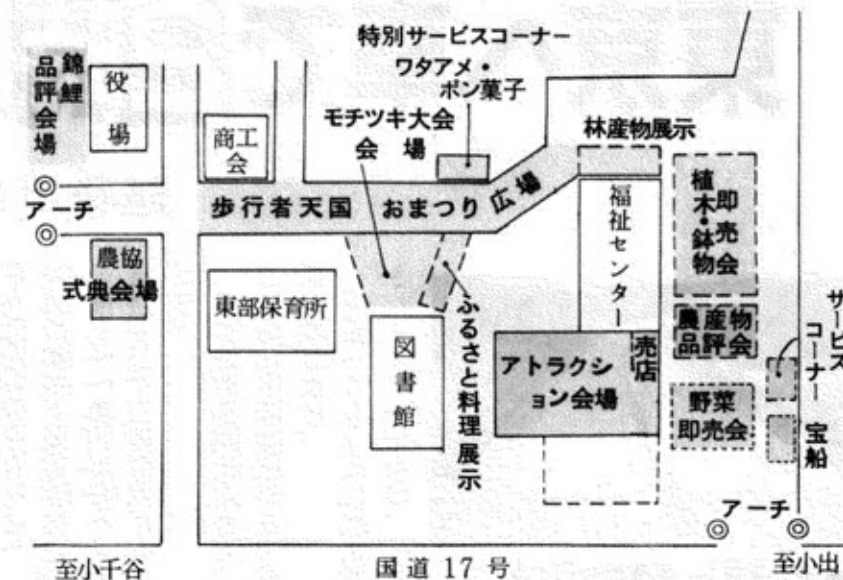 特別サービスコーナー
ワタアメ・
ポン菓子
モチツキ大会
会場
錦鯉
品評会場
役場
商工会
林産物展示
アーチ
歩行者天国 おまつり広場
福祉センター
植木・鉢物
即売会
農協
式典会場
東部保育所
図書館
ふるさと料理展示
アトラクシ
ョン会場
売店
農産物
品評会
野菜
即売会
サービス
コーナー
宝船
アーチ
至小千谷
国道17号
至小出